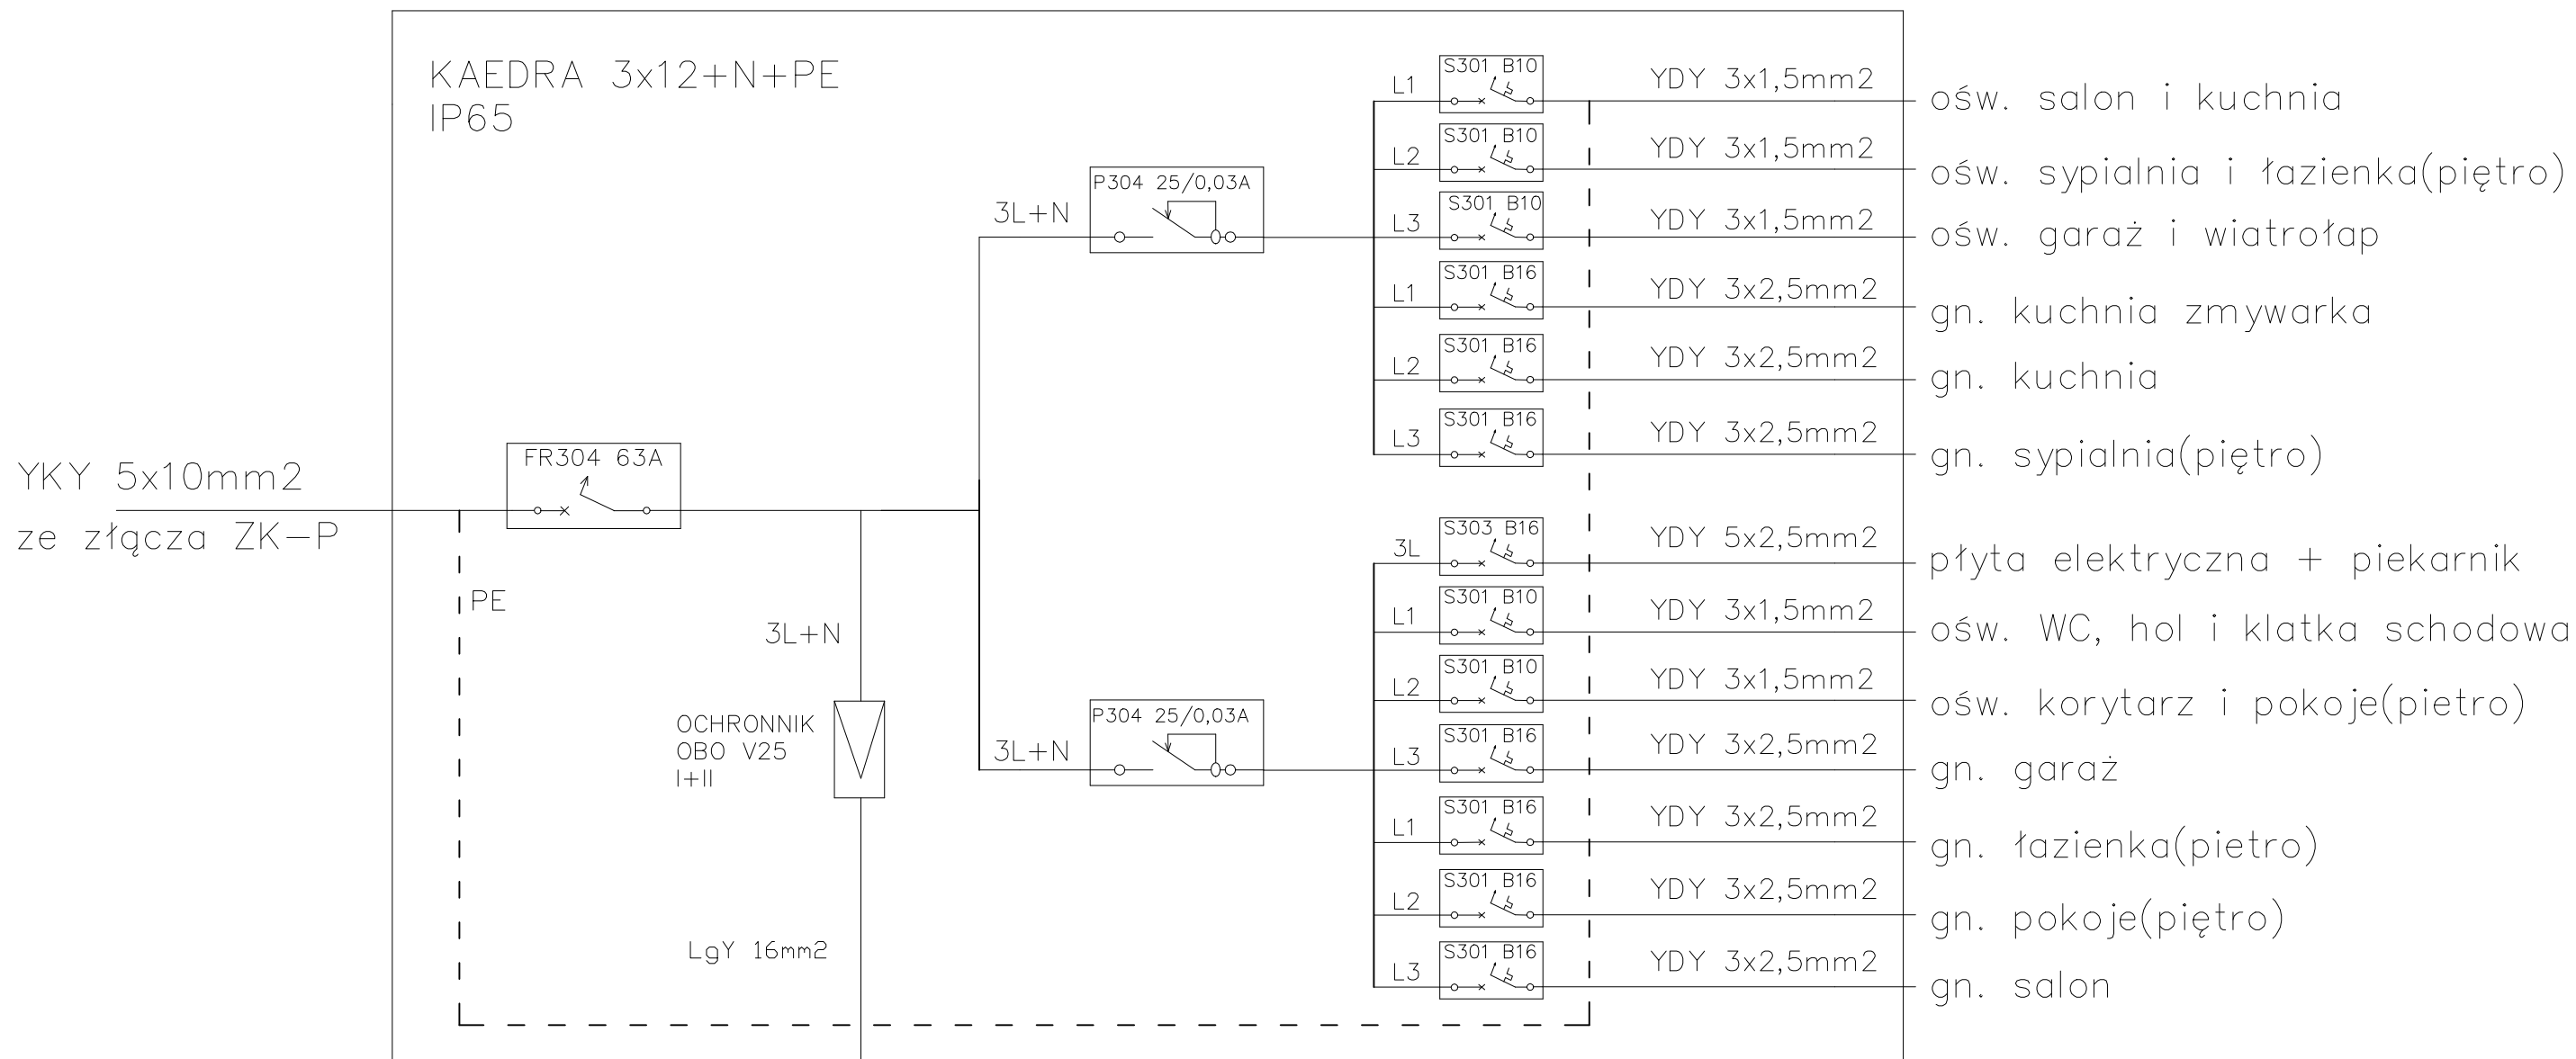 KAEDRA 3x12+N+PE
IP65
YKY 5x10mm2
ze złącza ZK-P
FR304 63A
PE
3L+N
OCHRONNIK
OBO V25
I+II
LgY 16mm2
3L+N
P304 25/0,03A
L1 S301 B10 YDY 3x1,5mm2 ośw. salon i kuchnia
L2 S301 B10 YDY 3x1,5mm2 ośw. sypialnia i łazienka(piętro)
L3 S301 B10 YDY 3x1,5mm2 ośw. garaż i wiatrołap
L1 S301 B16 YDY 3x2,5mm2 gn. kuchnia zmywarka
L2 S301 B16 YDY 3x2,5mm2 gn. kuchnia
L3 S301 B16 YDY 3x2,5mm2 gn. sypialnia(piętro)
3L+N
P304 25/0,03A
3L S303 B16 YDY 5x2,5mm2 płyta elektryczna + piekarnik
L1 S301 B10 YDY 3x1,5mm2 ośw. WC, hol i klatka schodowa
L2 S301 B10 YDY 3x1,5mm2 ośw. korytarz i pokoje(pietro)
L3 S301 B16 YDY 3x2,5mm2 gn. garaż
L1 S301 B16 YDY 3x2,5mm2 gn. łazienka(pietro)
L2 S301 B16 YDY 3x2,5mm2 gn. pokoje(piętro)
L3 S301 B16 YDY 3x2,5mm2 gn. salon